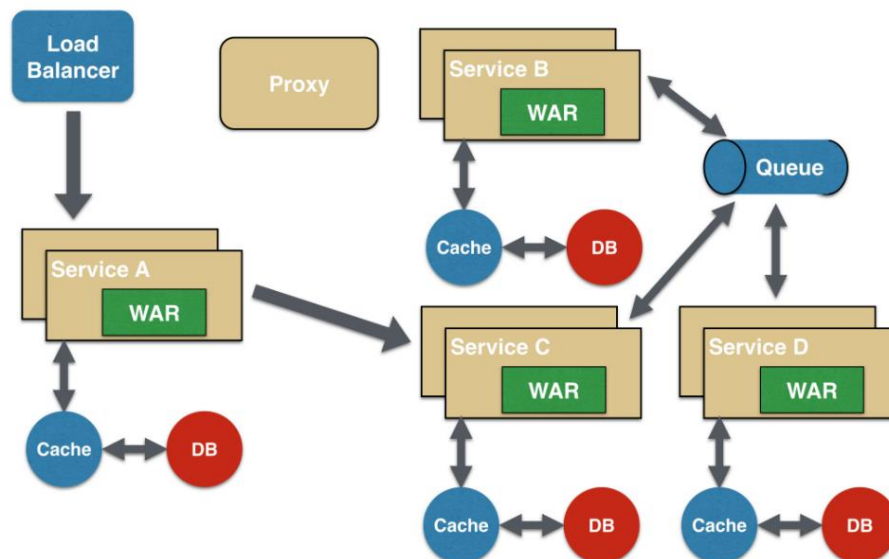 Load
Balancer
Proxy
Service B
WAR
Queue
Cache
DB
Service A
WAR
Cache
DB
Service C
WAR
Cache
DB
Service D
WAR
Cache
DB